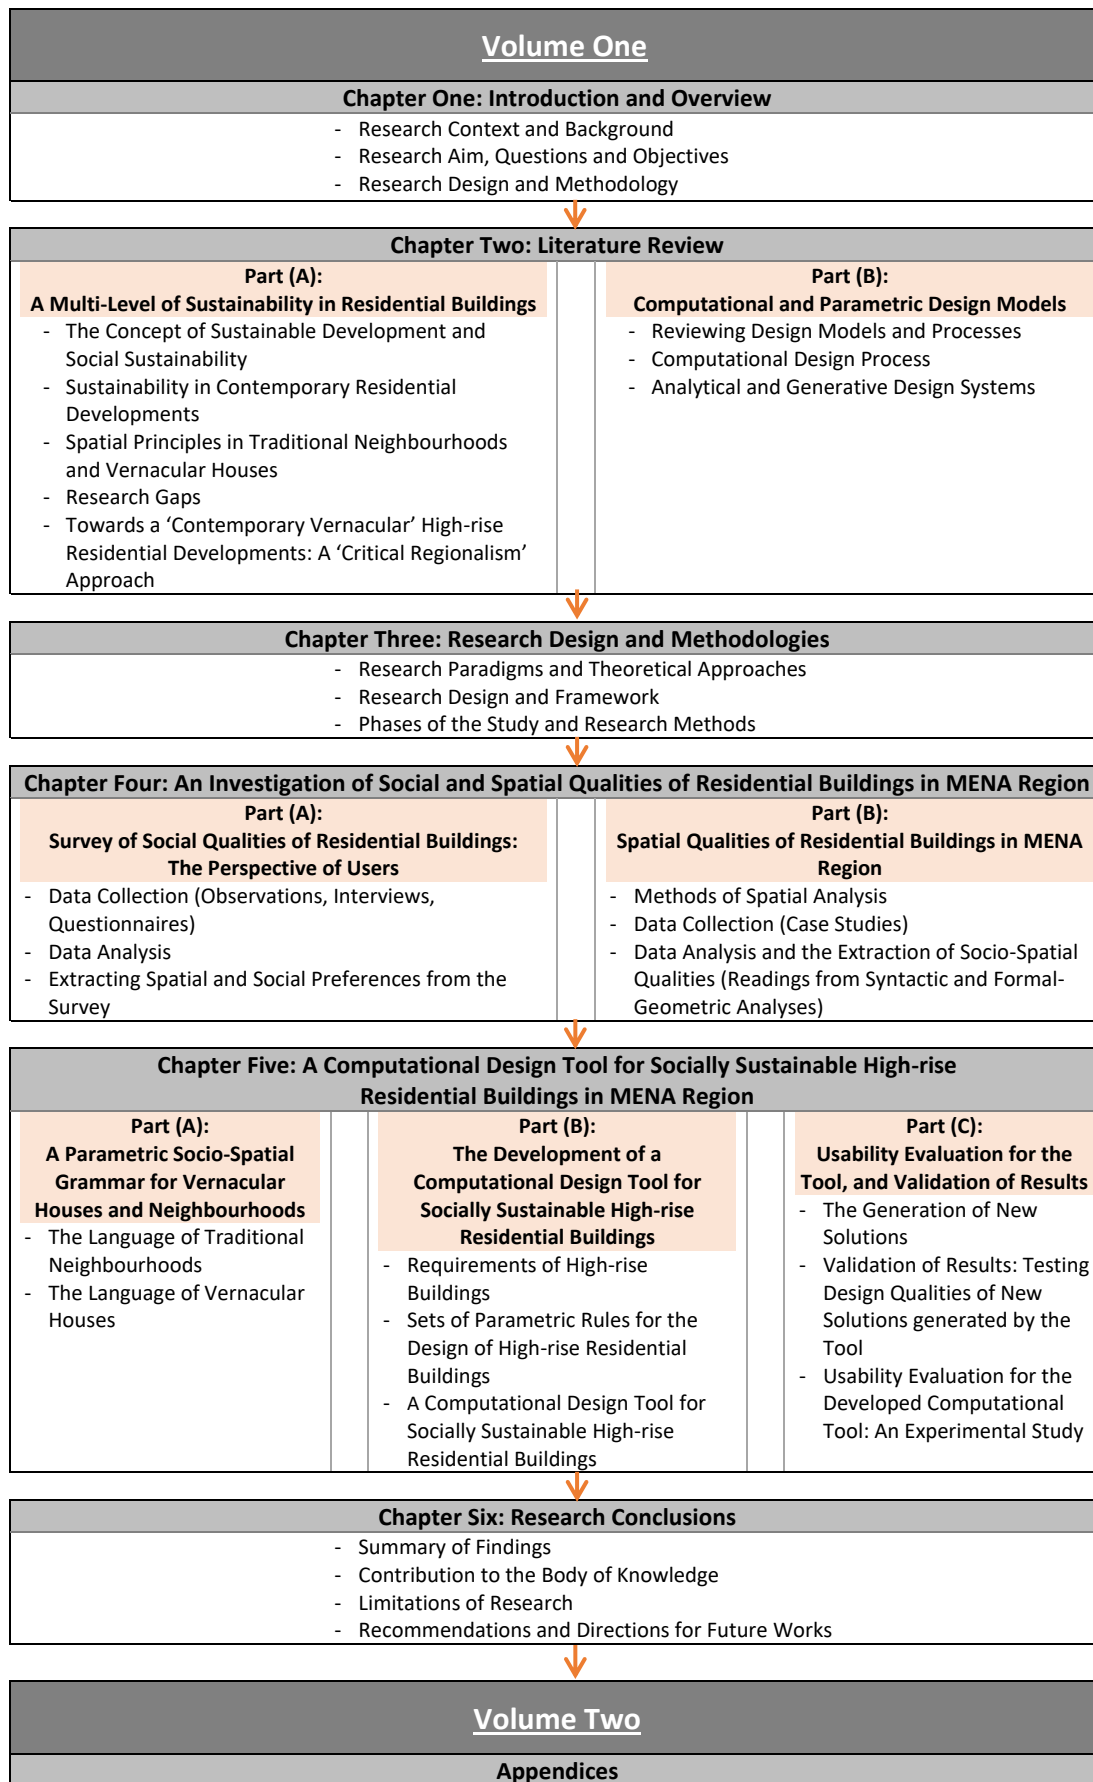 Volume One
Chapter One: Introduction and Overview
- Research Context and Background
- Research Aim, Questions and Objectives
- Research Design and Methodology
Chapter Two: Literature Review
Part (A):
A Multi-Level of Sustainability in Residential Buildings
- The Concept of Sustainable Development and
Social Sustainability
- Sustainability in Contemporary Residential
Developments
- Spatial Principles in Traditional Neighbourhoods
and Vernacular Houses
- Research Gaps
- Towards a ‘Contemporary Vernacular’ High-rise
Residential Developments: A ‘Critical Regionalism’
Approach
Part (B):
Computational and Parametric Design Models
- Reviewing Design Models and Processes
- Computational Design Process
- Analytical and Generative Design Systems
Chapter Three: Research Design and Methodologies
- Research Paradigms and Theoretical Approaches
- Research Design and Framework
- Phases of the Study and Research Methods
Chapter Four: An Investigation of Social and Spatial Qualities of Residential Buildings in MENA Region
Part (A):
Survey of Social Qualities of Residential Buildings:
The Perspective of Users
- Data Collection (Observations, Interviews,
Questionnaires)
- Data Analysis
- Extracting Spatial and Social Preferences from the
Survey
Part (B):
Spatial Qualities of Residential Buildings in MENA
Region
- Methods of Spatial Analysis
- Data Collection (Case Studies)
- Data Analysis and the Extraction of Socio-Spatial
Qualities (Readings from Syntactic and Formal-
Geometric Analyses)
Chapter Five: A Computational Design Tool for Socially Sustainable High-rise
Residential Buildings in MENA Region
Part (A):
A Parametric Socio-Spatial
Grammar for Vernacular
Houses and Neighbourhoods
- The Language of Traditional
Neighbourhoods
- The Language of Vernacular
Houses
Part (B):
The Development of a
Computational Design Tool for
Socially Sustainable High-rise
Residential Buildings
- Requirements of High-rise
Buildings
- Sets of Parametric Rules for the
Design of High-rise Residential
Buildings
- A Computational Design Tool for
Socially Sustainable High-rise
Residential Buildings
Part (C):
Usability Evaluation for the
Tool, and Validation of Results
- The Generation of New
Solutions
- Validation of Results: Testing
Design Qualities of New
Solutions generated by the
Tool
- Usability Evaluation for the
Developed Computational
Tool: An Experimental Study
Chapter Six: Research Conclusions
- Summary of Findings
- Contribution to the Body of Knowledge
- Limitations of Research
- Recommendations and Directions for Future Works
Volume Two
Appendices